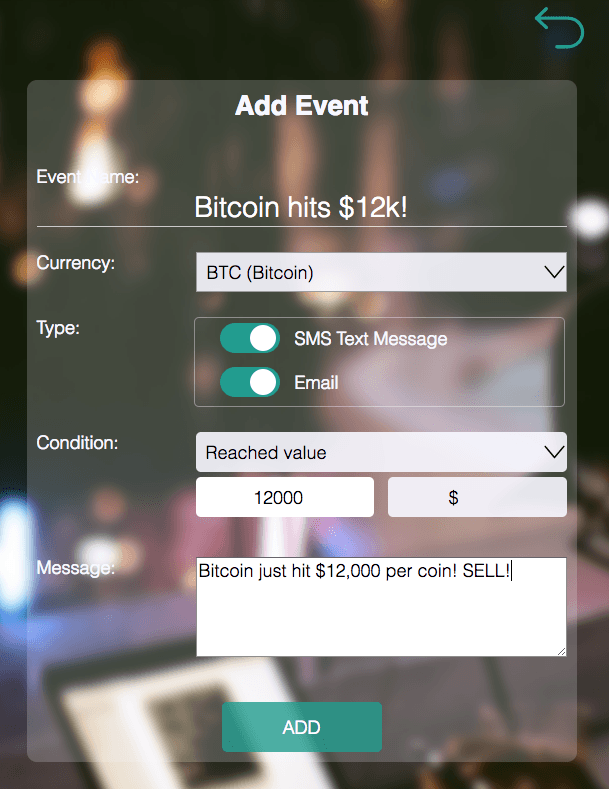 Add Event
Event Name:
Bitcoin hits $12k!
Currency:
BTC (Bitcoin)
Type:
SMS Text Message
Email
Condition:
Reached value
12000
$
Message:
Bitcoin just hit $12,000 per coin! SELL!
ADD